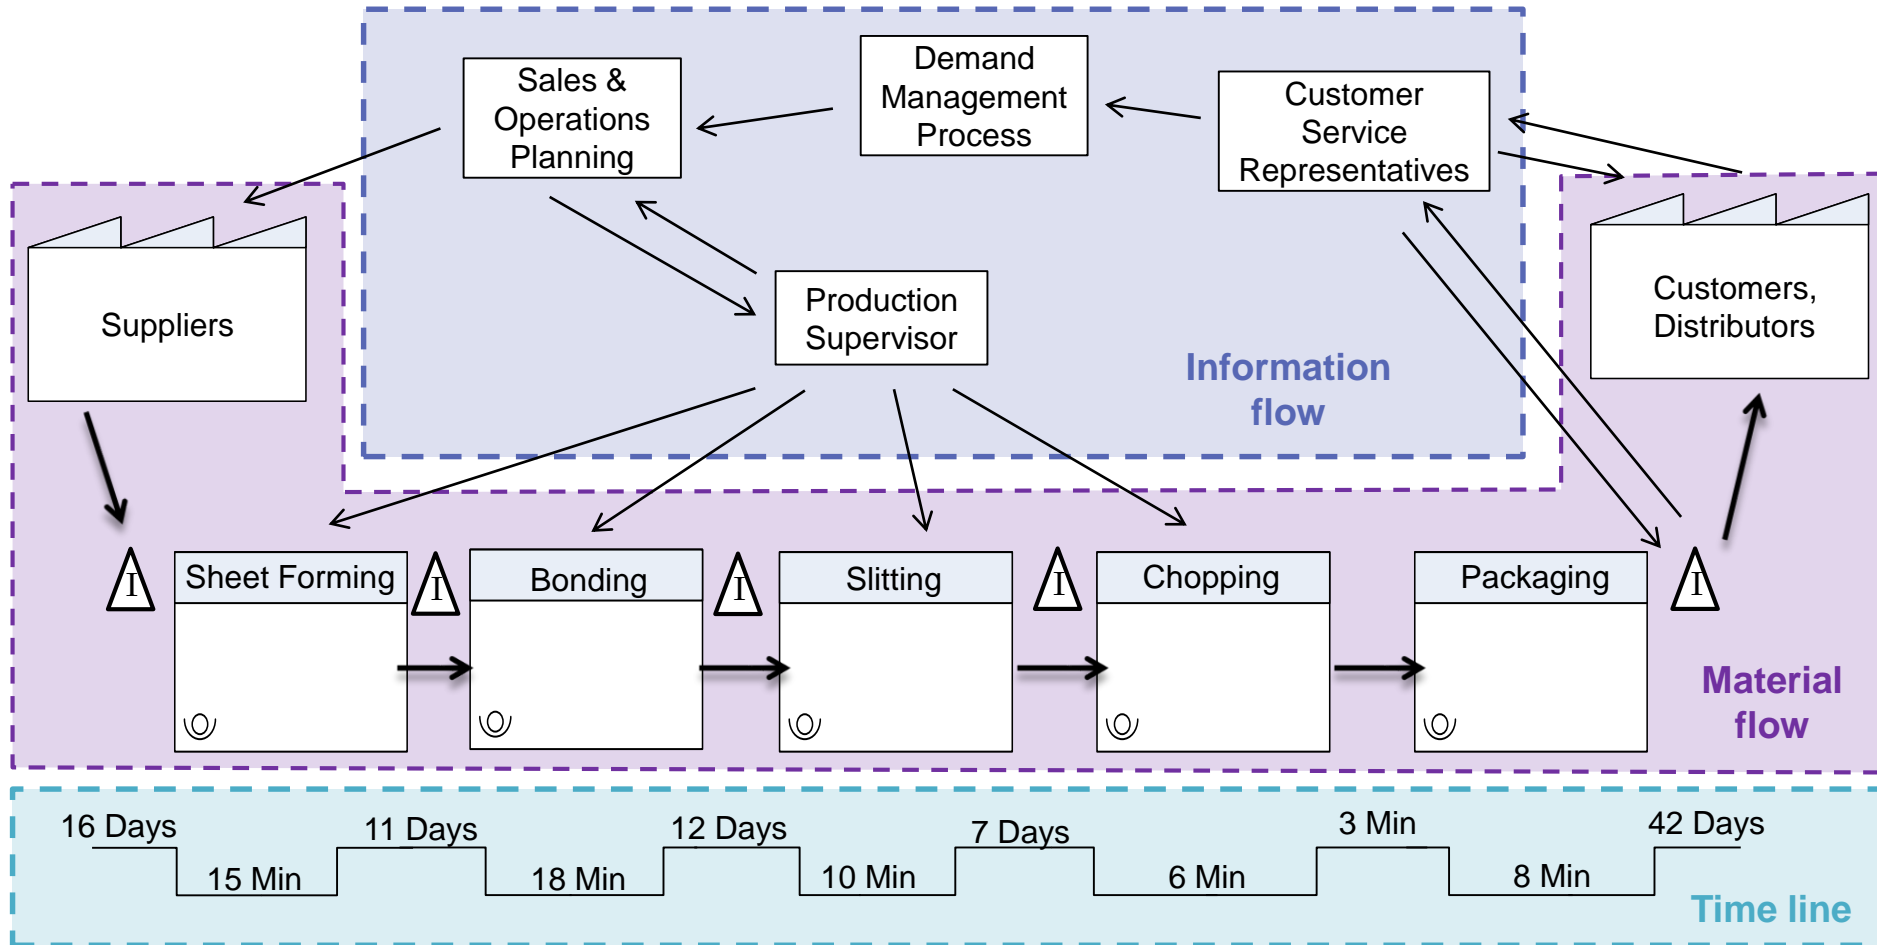 Sales &
Operations
Planning
Demand
Management
Process
Customer
Service
Representatives
Suppliers
Production
Supervisor
Information
flow
Customers,
Distributors
I
Sheet Forming
I
Bonding
I
Slitting
I
Chopping
Packaging
I
Material
flow
16 Days
15 Min
11 Days
18 Min
12 Days
10 Min
7 Days
6 Min
3 Min
8 Min
42 Days
Time line